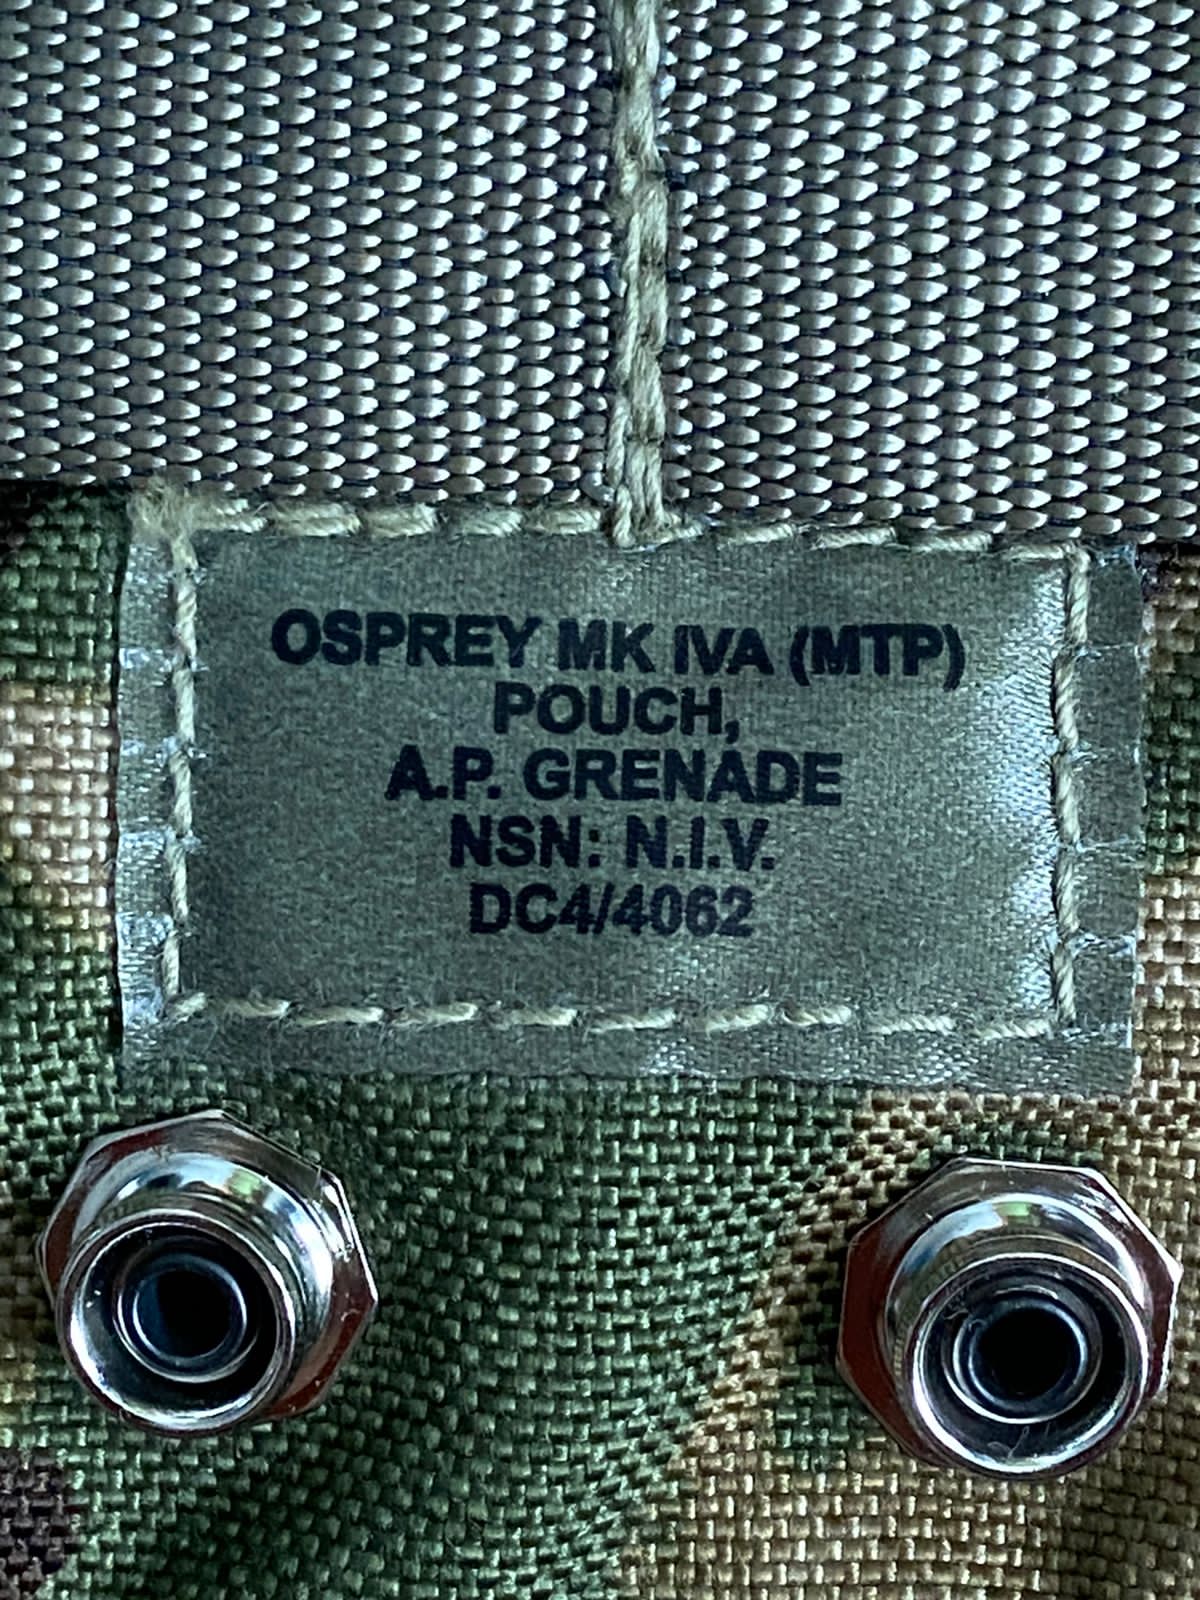 OSPREY MK IVA (MTP)
POUCH,
A.P. GRENADE
NSN: N.I.V.
DC4/4062